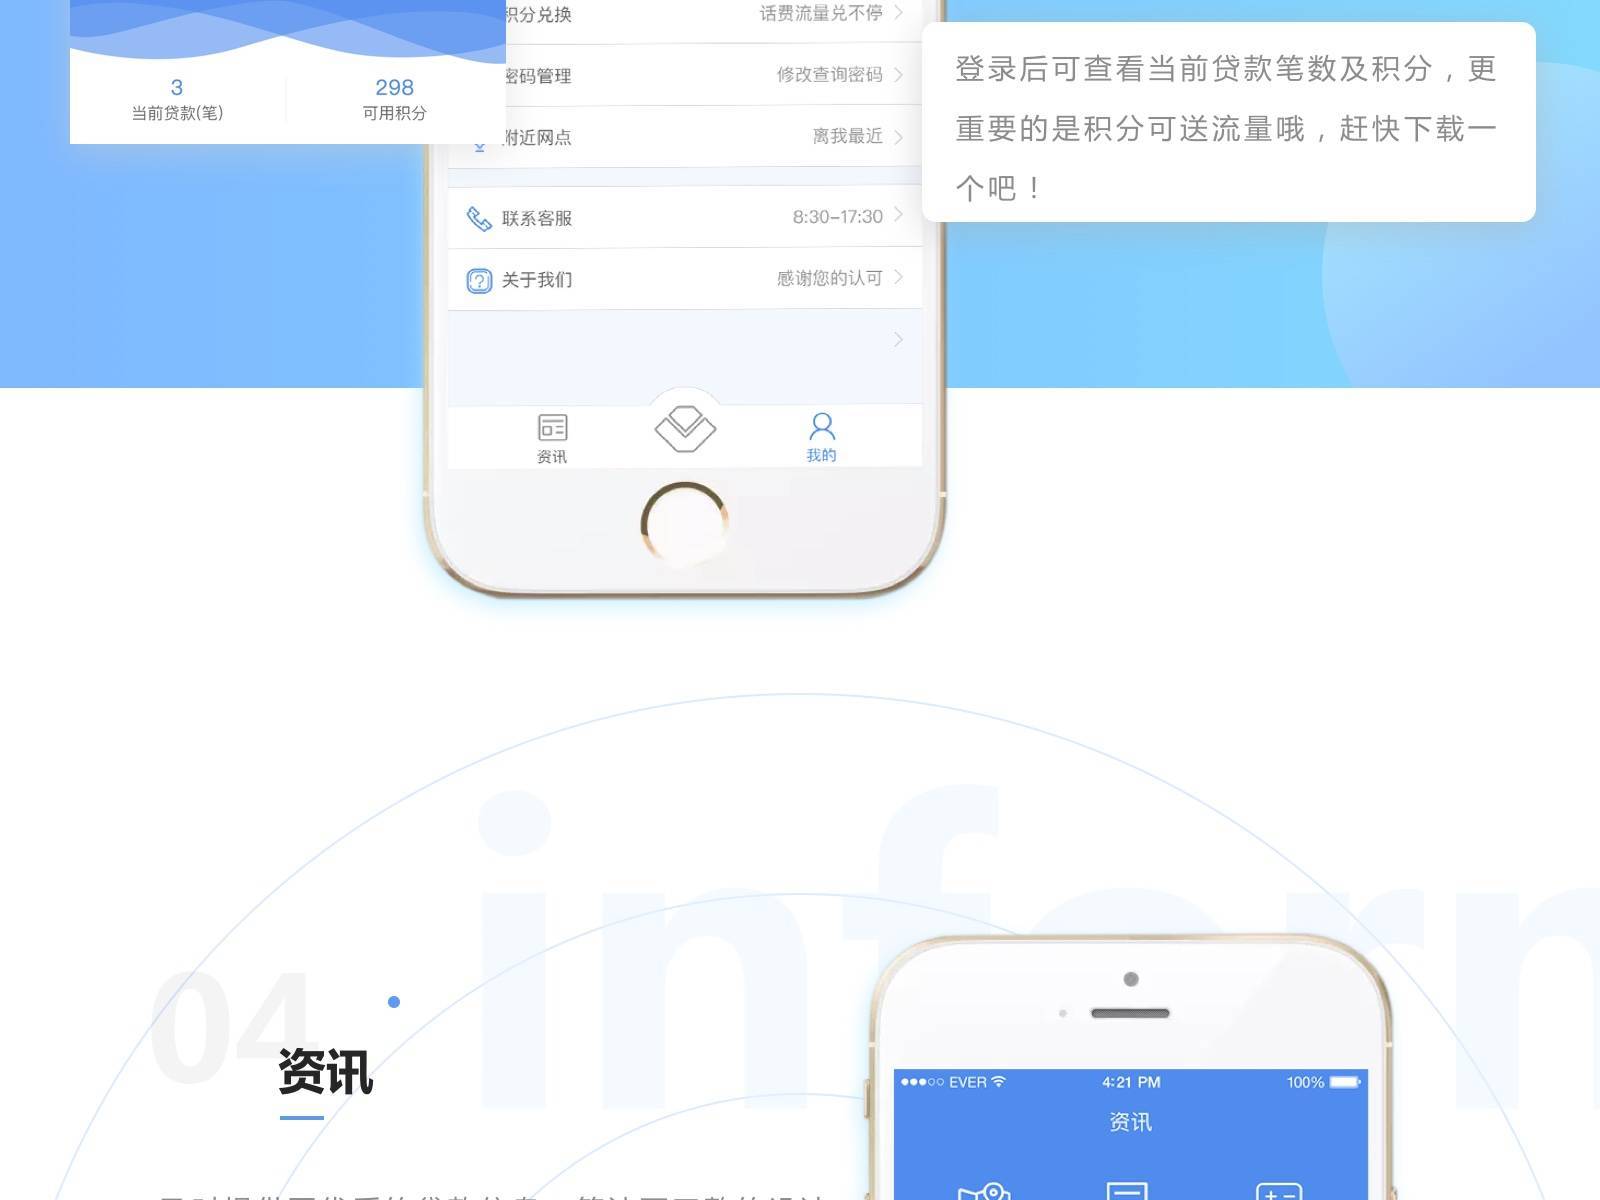 积分兑换 话费流量兑不停
密码管理 修改查询密码
附近网点 离我最近
3 298
当前贷款(笔) 可用积分
登录后可查看当前贷款笔数及积分，更
重要的是积分可送流量哦，赶快下载一
个吧！
联系客服 8:30-17:30
关于我们 感谢您的认可
资讯 我的
inform
04
资讯
EVER 4:21 PM 100%
资讯